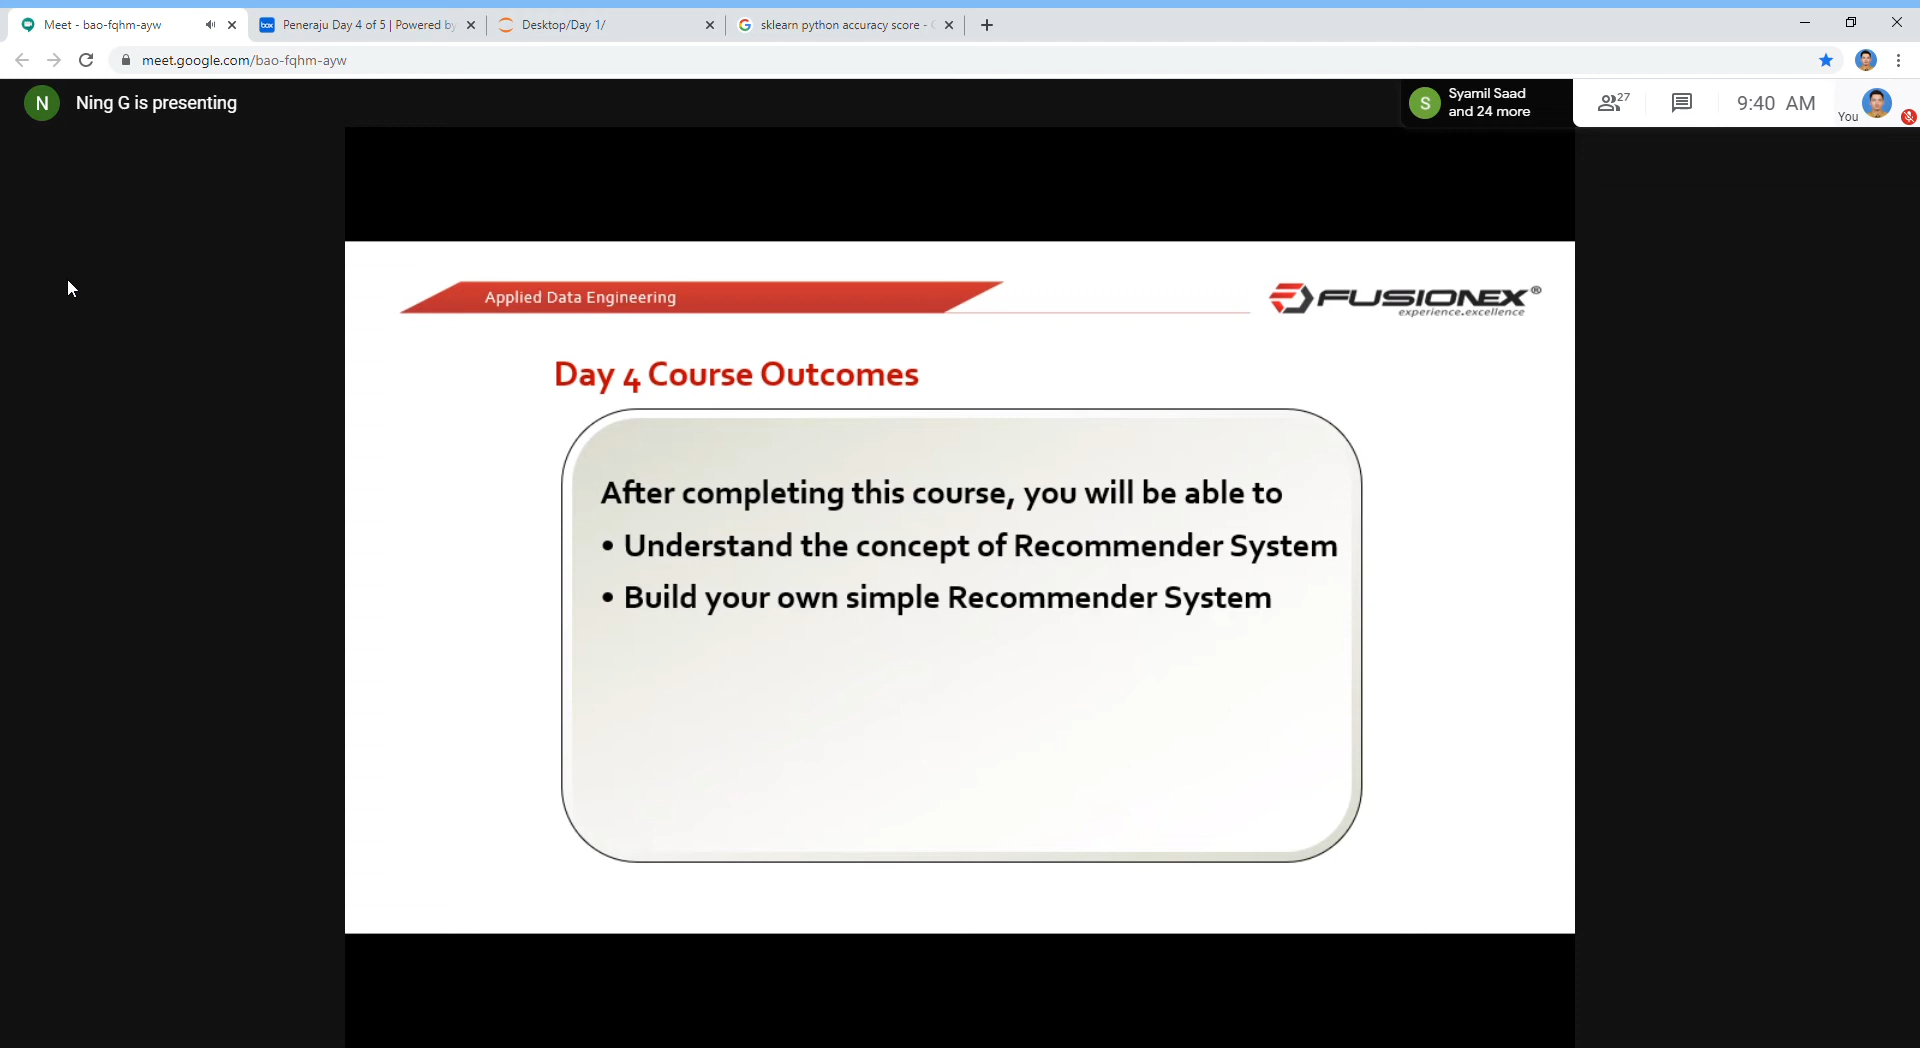 Meet - bao-fqhm-ayw
box
Peneraju Day 4 of 5 | Powered by
Desktop/Day 1/
G
sklearn python accuracy score -
meet.google.com/bao-fqhm-ayw
N
Ning G is presenting
S
Syamil Saad
and 24 more
27
9:40 AM
You
Applied Data Engineering
FUSIONEX®
experience.excellence
Day 4 Course Outcomes
After completing this course, you will be able to
• Understand the concept of Recommender System
• Build your own simple Recommender System